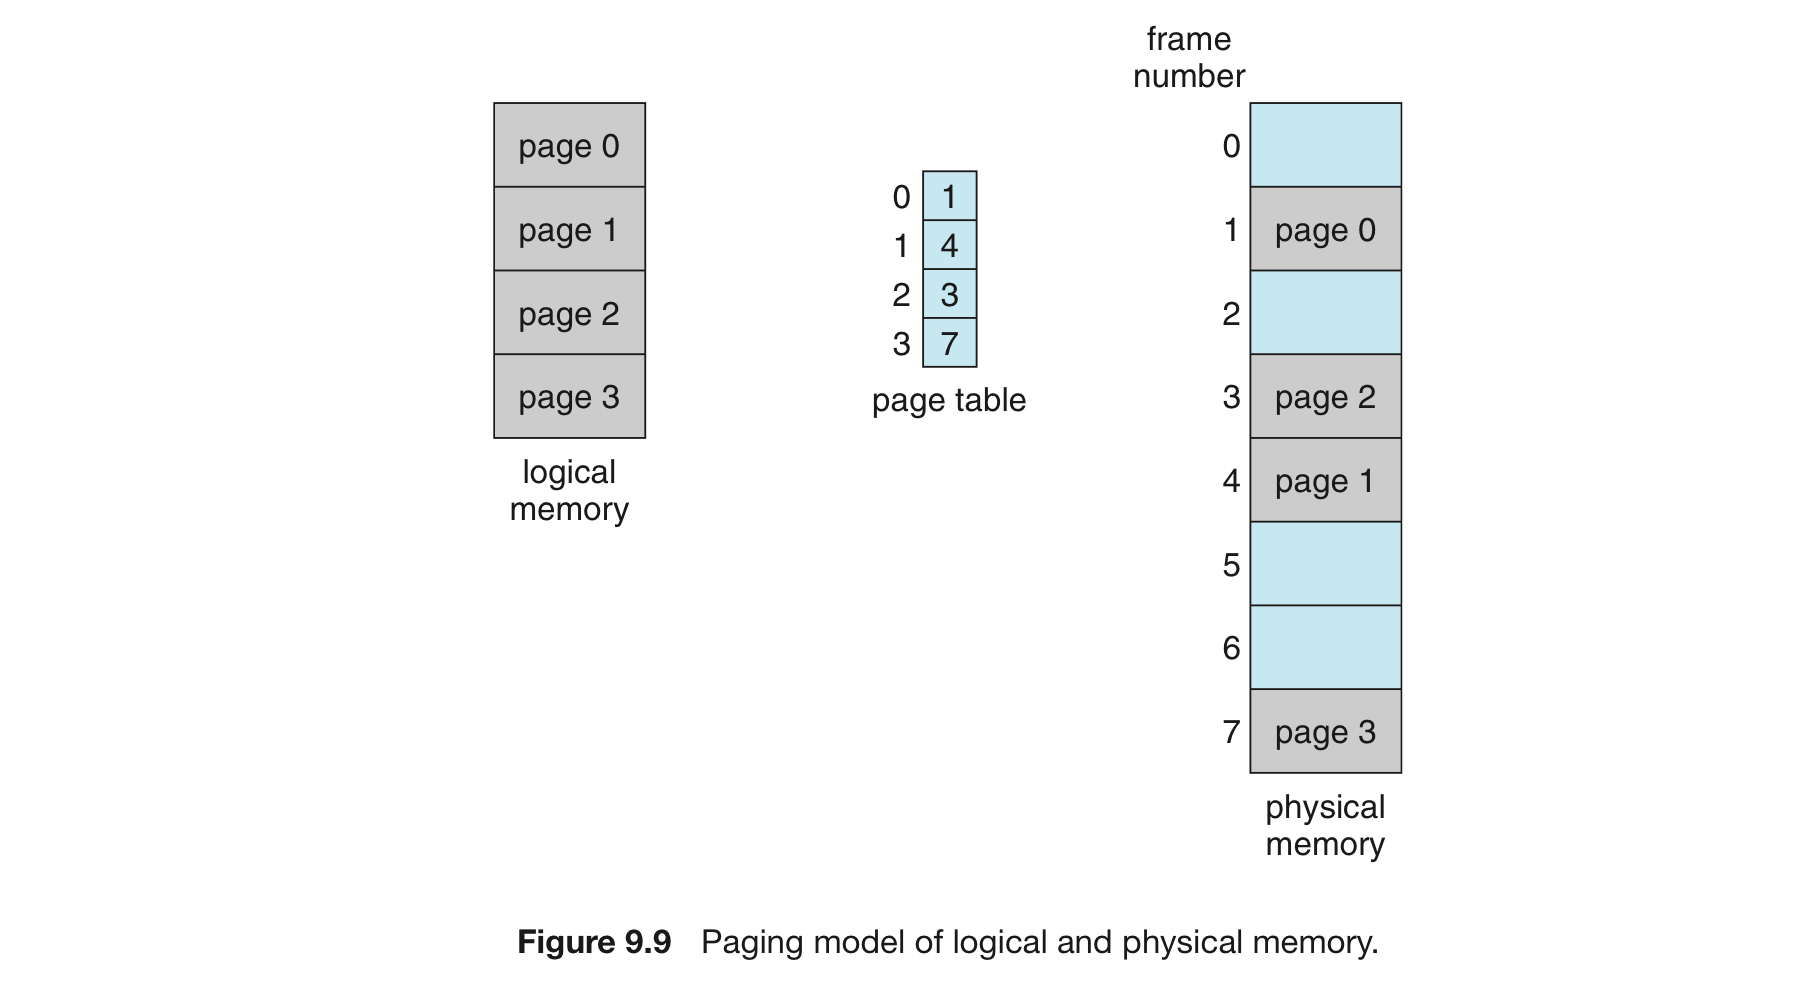 page 0
page 1
page 2
page 3
logical
memory
0 1
1 4
2 3
3 7
page table
frame
number
0
1 page 0
2
3 page 2
4 page 1
5
6
7 page 3
physical
memory
Figure 9.9 Paging model of logical and physical memory.